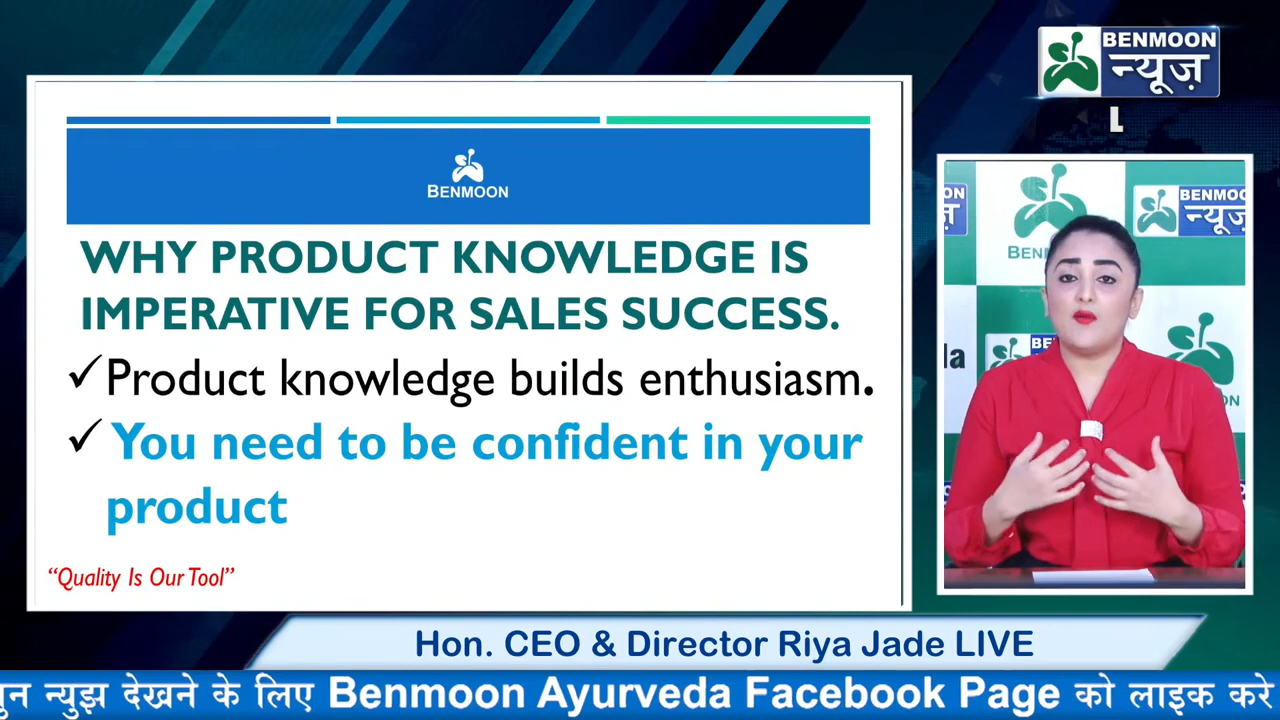 BENMOON
न्यूज़
L
BENMOON
WHY PRODUCT KNOWLEDGE IS
IMPERATIVE FOR SALES SUCCESS.
✓Product knowledge builds enthusiasm.
✓ You need to be confident in your
product
“Quality Is Our Tool”
BENMOON
न्यूज़
BEN
Hon. CEO & Director Riya Jade LIVE
न्युझ देखने के लिए Benmoon Ayurveda Facebook Page को लाइक करे